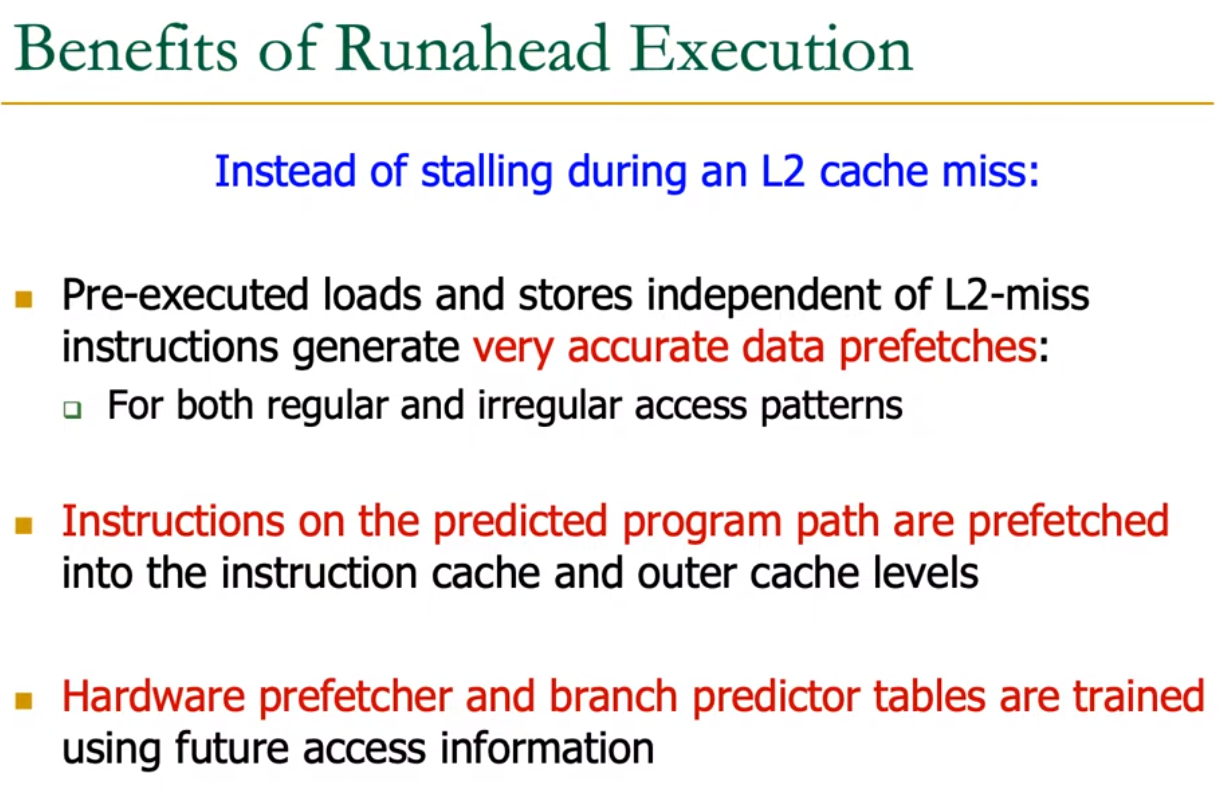 Benefits of Runahead Execution
Instead of stalling during an L2 cache miss:
Pre-executed loads and stores independent of L2-miss
instructions generate very accurate data prefetches:
For both regular and irregular access patterns
Instructions on the predicted program path are prefetched
into the instruction cache and outer cache levels
Hardware prefetcher and branch predictor tables are trained
using future access information